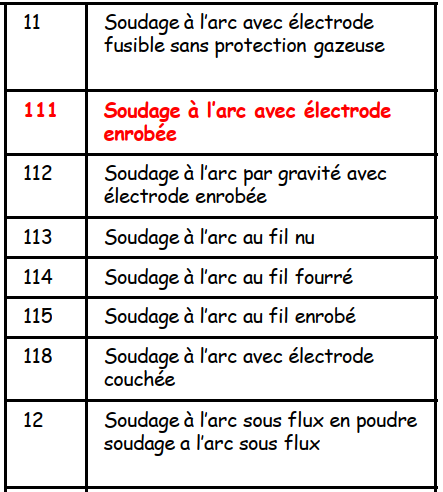 11 Soudage à l'arc avec électrode
fusible sans protection gazeuse
111 Soudage à l'arc avec électrode
enrobée
112 Soudage à l'arc par gravité avec
électrode enrobée
113 Soudage à l'arc au fil nu
114 Soudage à l'arc au fil fourré
115 Soudage à l'arc au fil enrobé
118 Soudage à l'arc avec électrode
couchée
12 Soudage à l'arc sous flux en poudre
soudage a l'arc sous flux